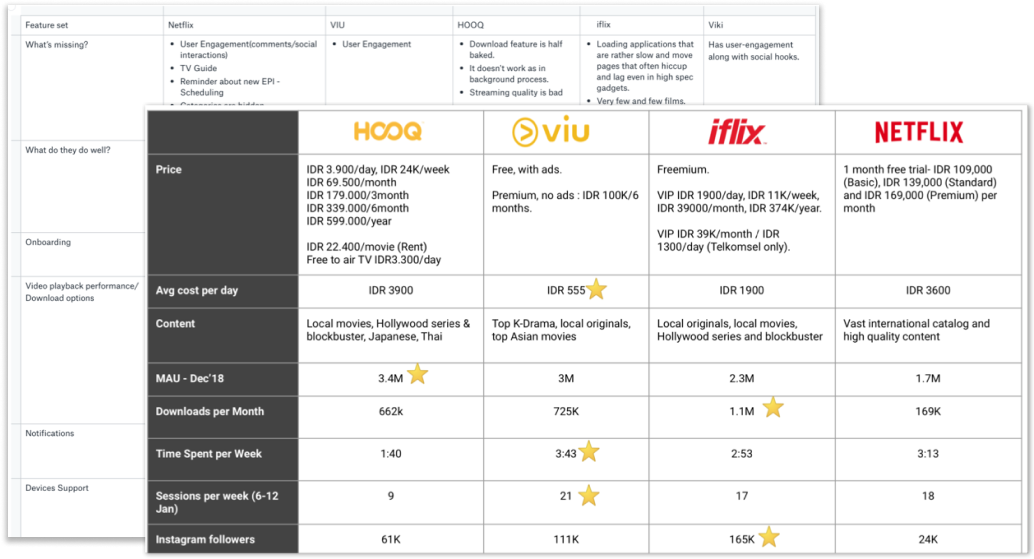 Feature set
Netflix
VIU
HOOQ
iflix
Viki
What's missing?
• User Engagement(comments/social
interactions)
• TV Guide
• Reminder about new EPI -
Scheduling
• User Engagement
• Download feature is half
baked.
• It doesn't work as in
background process.
• Streaming quality is bad
• Loading applications that
are rather slow and move
pages that often hiccup
and lag even in high spec
gadgets.
• Very few and few films.
Has user-engagement
along with social hooks.
What do they do well?
Onboarding
Video playback performance/
Download options
Notifications
Devices Support
HOOQ
viu
iflix
NETFLIX
Price
IDR 3.900/day, IDR 24K/week
IDR 69.500/month
IDR 179.000/3month
IDR 339.000/6month
IDR 599.000/year
IDR 22.400/movie (Rent)
Free to air TV IDR3.300/day
Free, with ads.
Premium, no ads : IDR 100K/6
months.
Freemium.
VIP IDR 1900/day, IDR 11K/week,
IDR 39000/month, IDR 374K/year.
VIP IDR 39K/month / IDR
1300/day (Telkomsel only).
1 month free trial- IDR 109,000
(Basic), IDR 139,000 (Standard)
and IDR 169,000 (Premium) per
month
Avg cost per day
IDR 3900
IDR 555
IDR 1900
IDR 3600
Content
Local movies, Hollywood series &
blockbuster, Japanese, Thai
Top K-Drama, local originals,
top Asian movies
Local originals, local movies,
Hollywood series and blockbuster
Vast international catalog and
high quality content
MAU - Dec'18
3.4M
3M
2.3M
1.7M
Downloads per Month
662k
725K
1.1M
169K
Time Spent per Week
1:40
3:43
2:53
3:13
Sessions per week (6-12
Jan)
9
21
17
18
Instagram followers
61K
111K
165K
24K